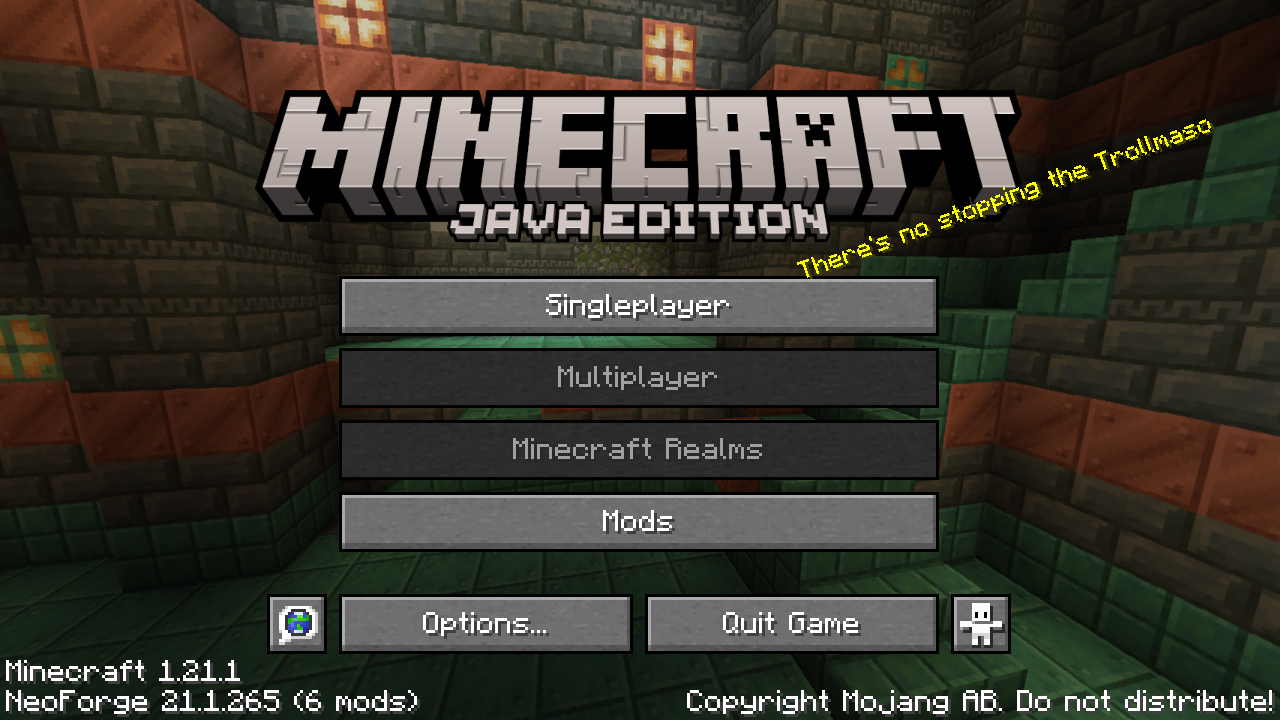 MINECRAFT
JAVA EDITION
There's no stopping the Trollmaso
Singleplayer
Multiplayer
Minecraft Realms
Mods
Options...
Quit Game
Minecraft 1.21.1
NeoForge 21.1.265 (6 mods)
Copyright Mojang AB. Do not distribute!